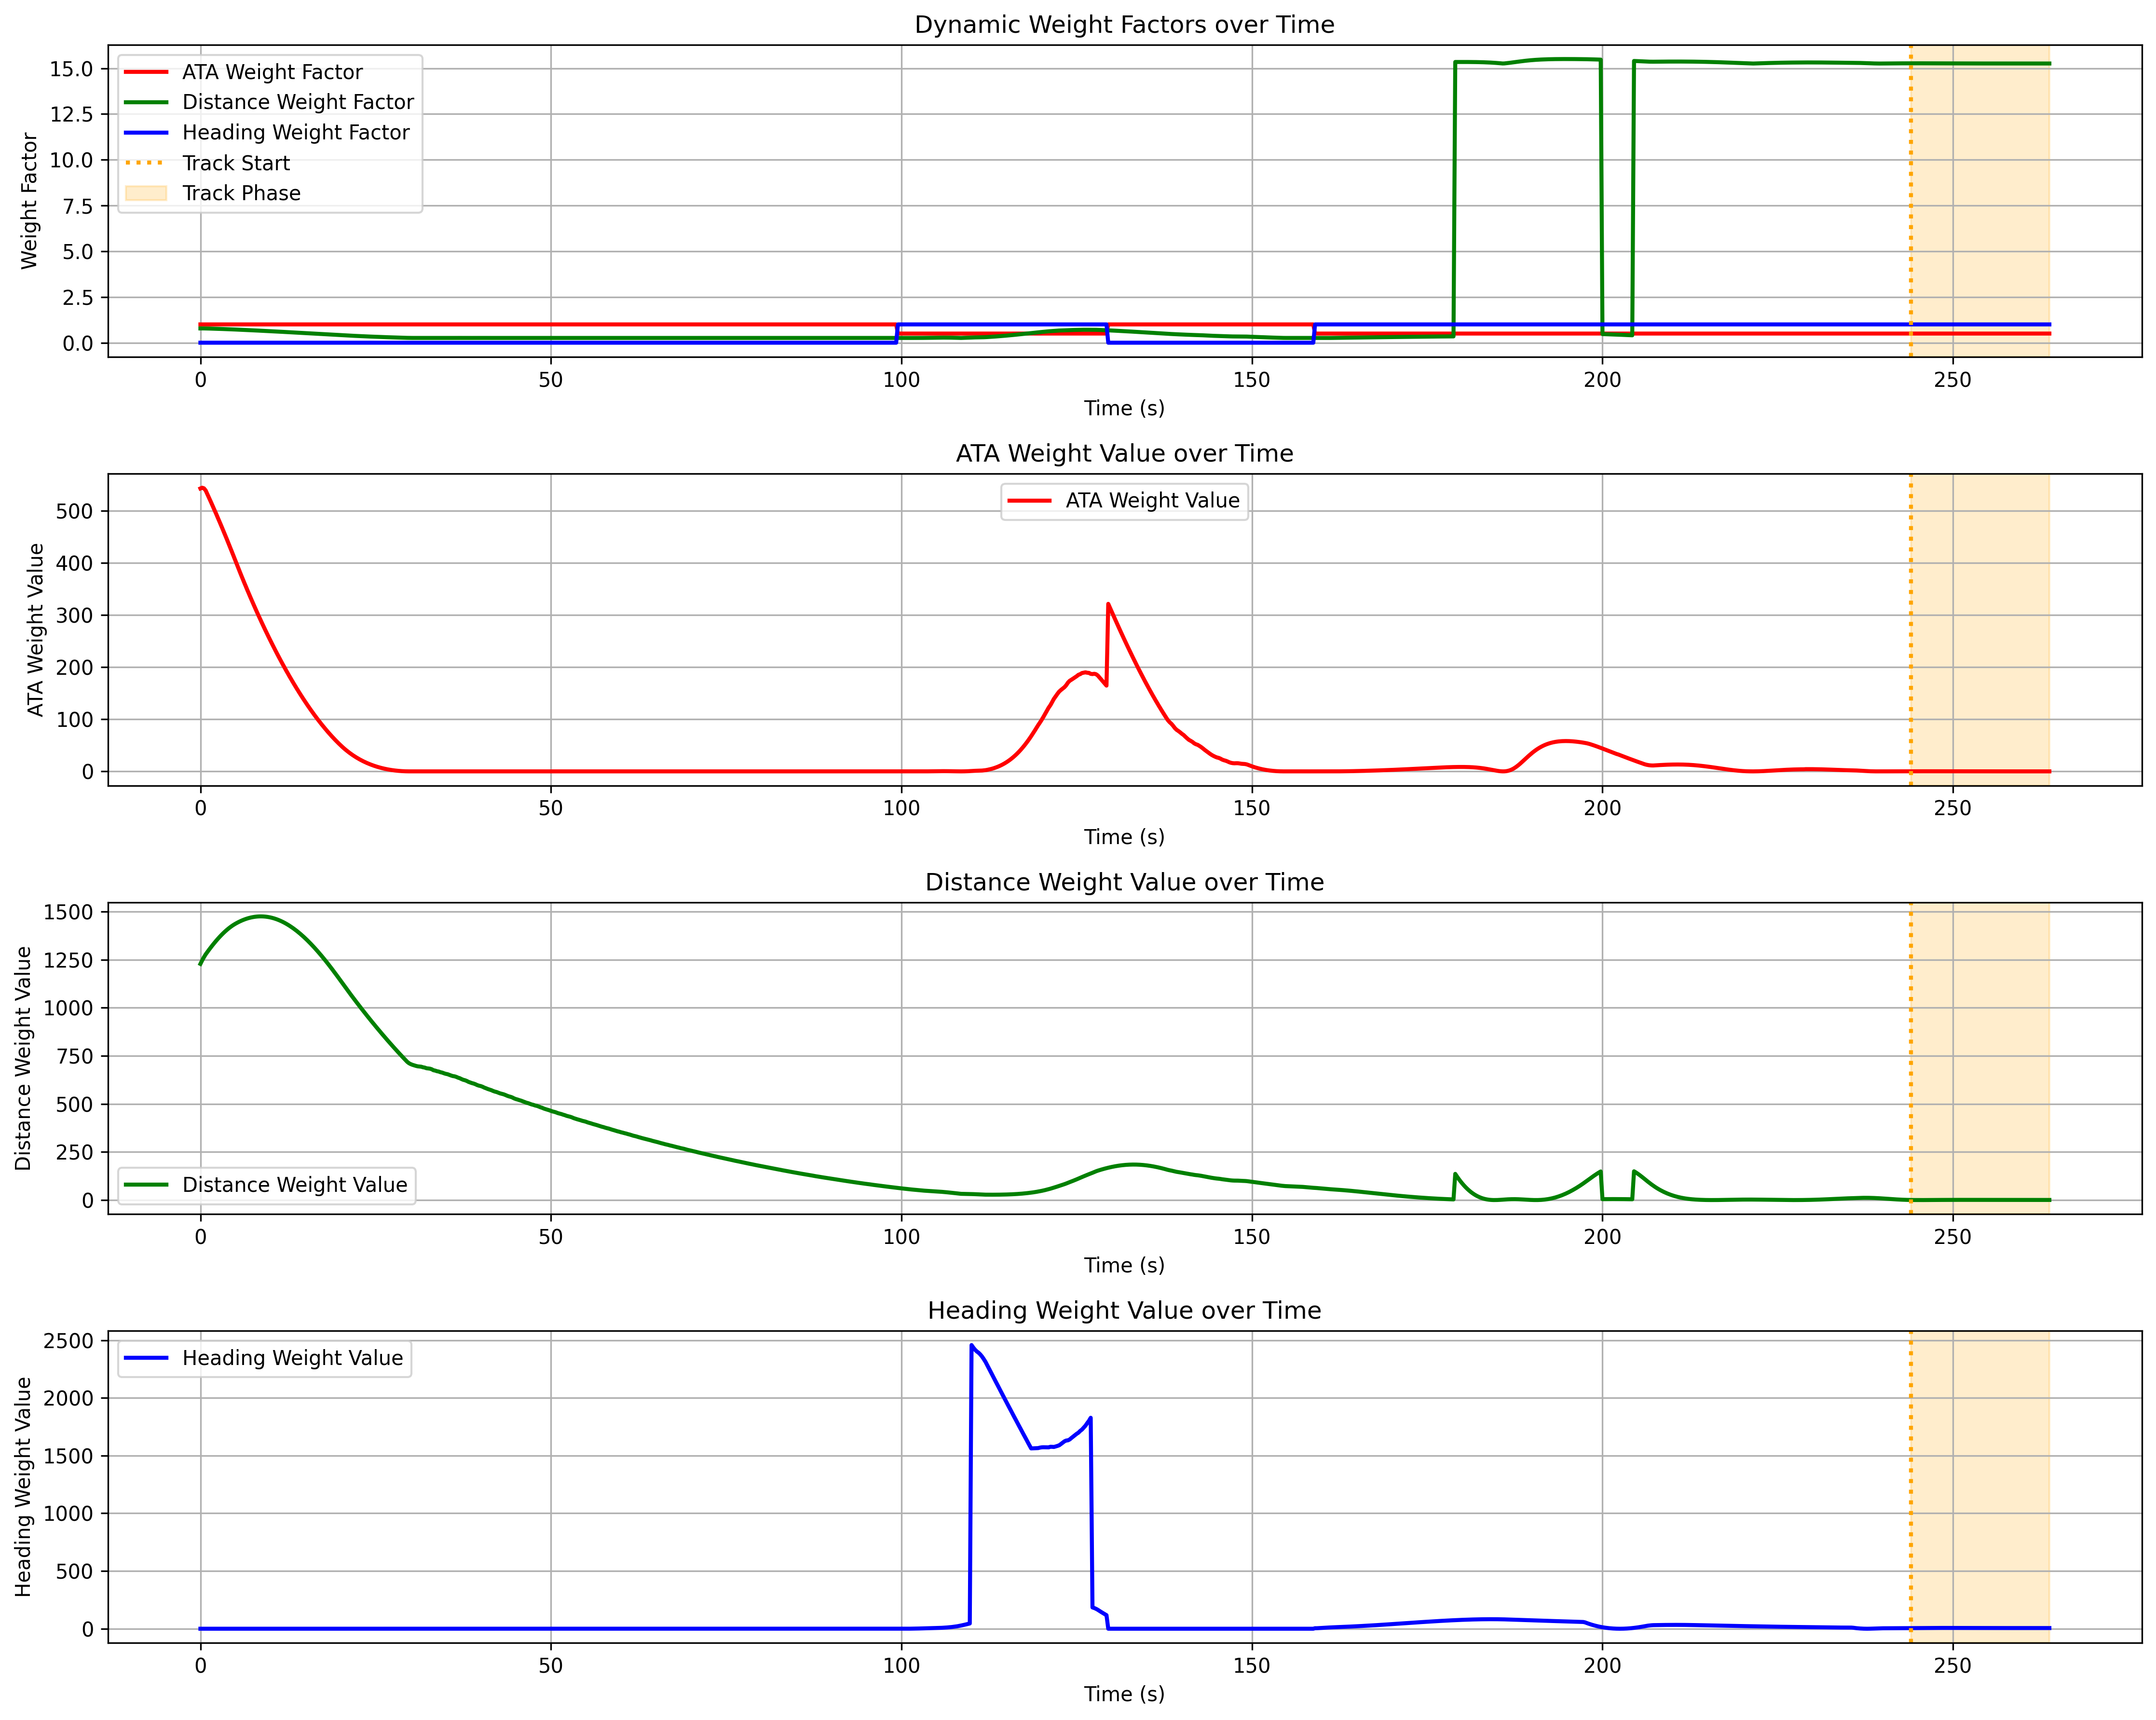 Dynamic Weight Factors over Time
Weight Factor
15.0
12.5
10.0
7.5
5.0
2.5
0.0
ATA Weight Factor
Distance Weight Factor
Heading Weight Factor
Track Start
Track Phase
0 50 100 150 200 250
Time (s)
ATA Weight Value over Time
ATA Weight Value
500
400
300
200
100
0
ATA Weight Value
0 50 100 150 200 250
Time (s)
Distance Weight Value over Time
Distance Weight Value
1500
1250
1000
750
500
250
0
Distance Weight Value
0 50 100 150 200 250
Time (s)
Heading Weight Value over Time
Heading Weight Value
2500
2000
1500
1000
500
0
Heading Weight Value
0 50 100 150 200 250
Time (s)